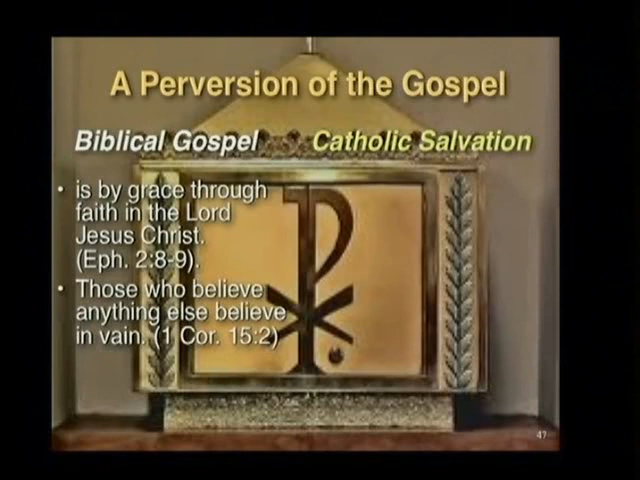 A Perversion of the Gospel
Biblical Gospel
Catholic Salvation
• is by grace through
faith in the Lord
Jesus Christ.
(Eph. 2:8-9).
• Those who believe
anything else believe
in vain. (1 Cor. 15:2)
47